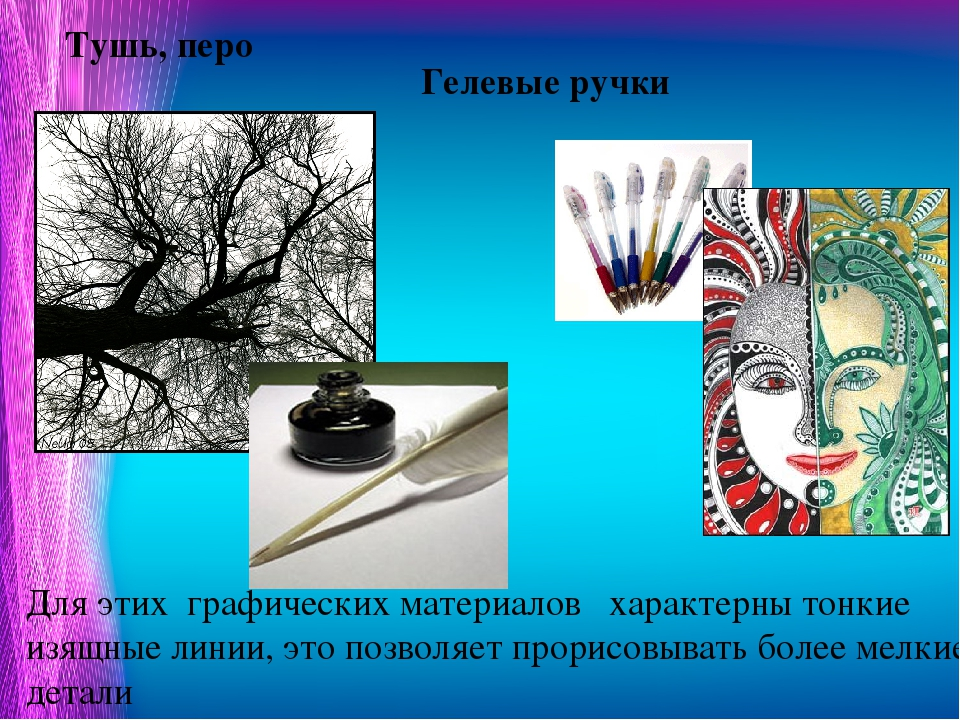 Тушь, перо
Гелевые ручки
Для этих графических материалов характерны тонкие
изящные линии, это позволяет прорисовывать более мелкие
детали